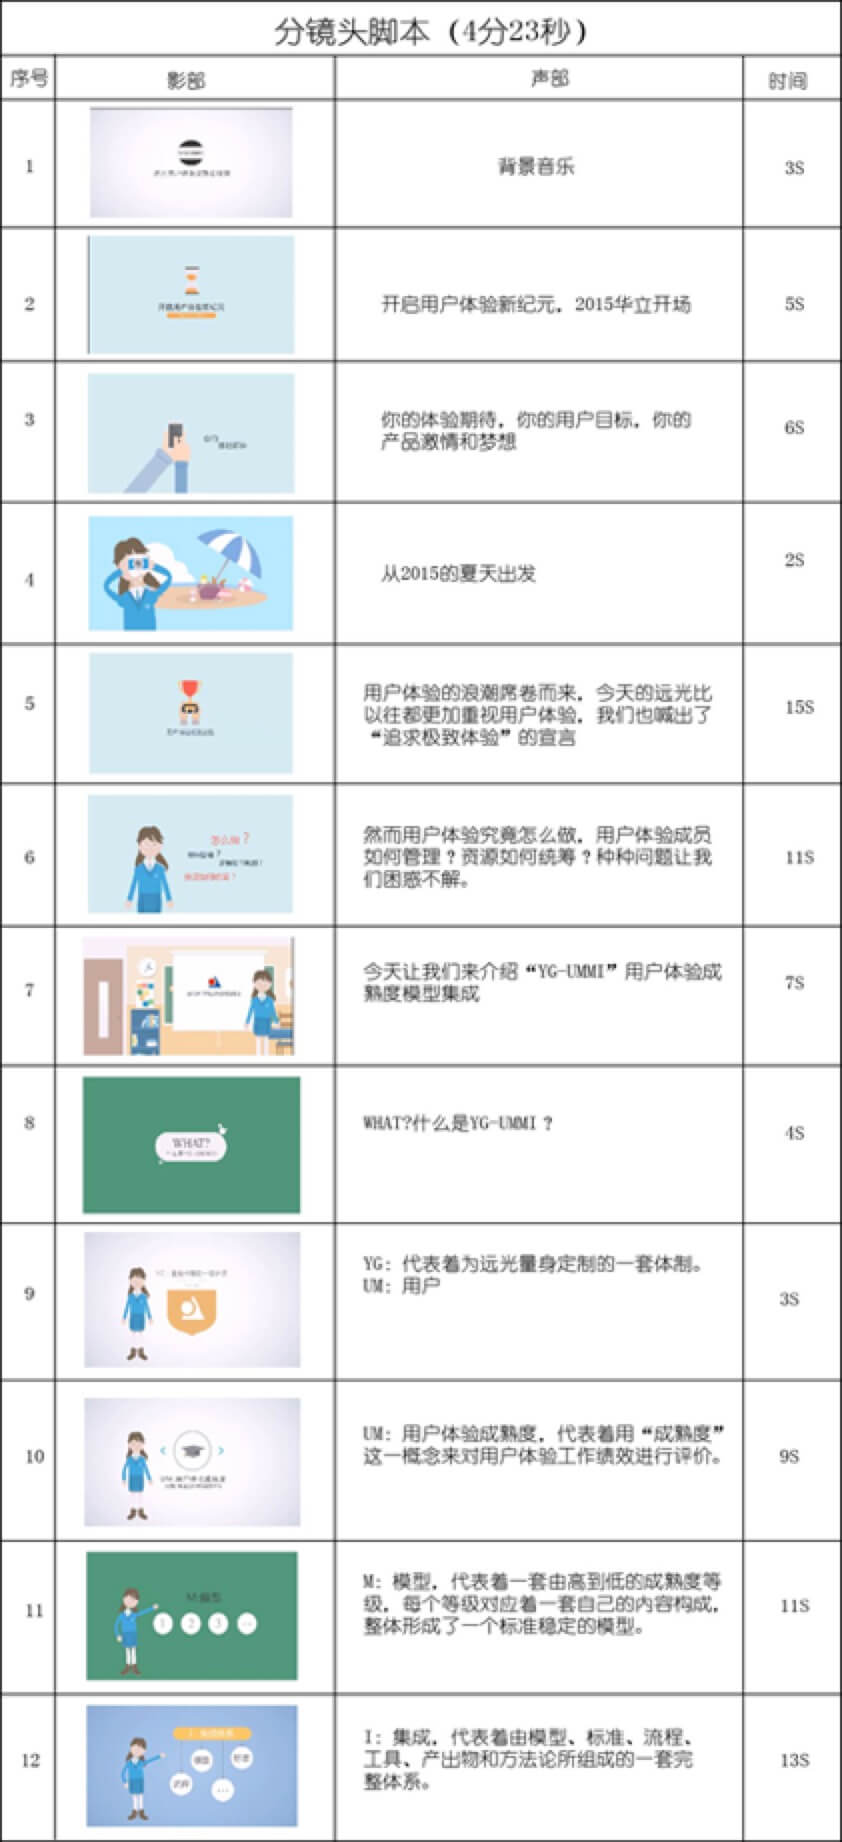 分镜头脚本（4分23秒）
序号 影部 声部 时间
1 背景音乐 3S
2 开启用户体验新纪元，2015华立开场 5S
3 你的体验期待，你的用户目标，你的
产品激情和梦想 6S
4 从2015的夏天出发 2S
5 用户体验的浪潮席卷而来，今天的远光比
以往都更加重视用户体验，我们也喊出了
“追求极致体验”的宣言 15S
怎么做？
6 然而用户体验究竟怎么做，用户体验成员
如何管理？资源如何统筹？种种问题让我
们困惑不解。 11S
7 今天让我们来介绍“YG-UMMI”用户体验成
熟度模型集成 7S
WHAT?
8 WHAT?什么是YG-UMMI？ 4S
9 YG：代表着为远光量身定制的一套体制。
UM：用户 3S
10 UM：用户体验成熟度，代表着用“成熟度”
这一概念来对用户体验工作绩效进行评价。 9S
M:模型
1 2 3 ...
11 M：模型，代表着一套由高到低的成熟度等
级，每个等级对应着一套自己的内容构成，
整体形成了一个标准稳定的模型。 11S
12 I：集成，代表着由模型、标准、流程、
工具、产出物和方法论所组成的一套完
整体系。 13S